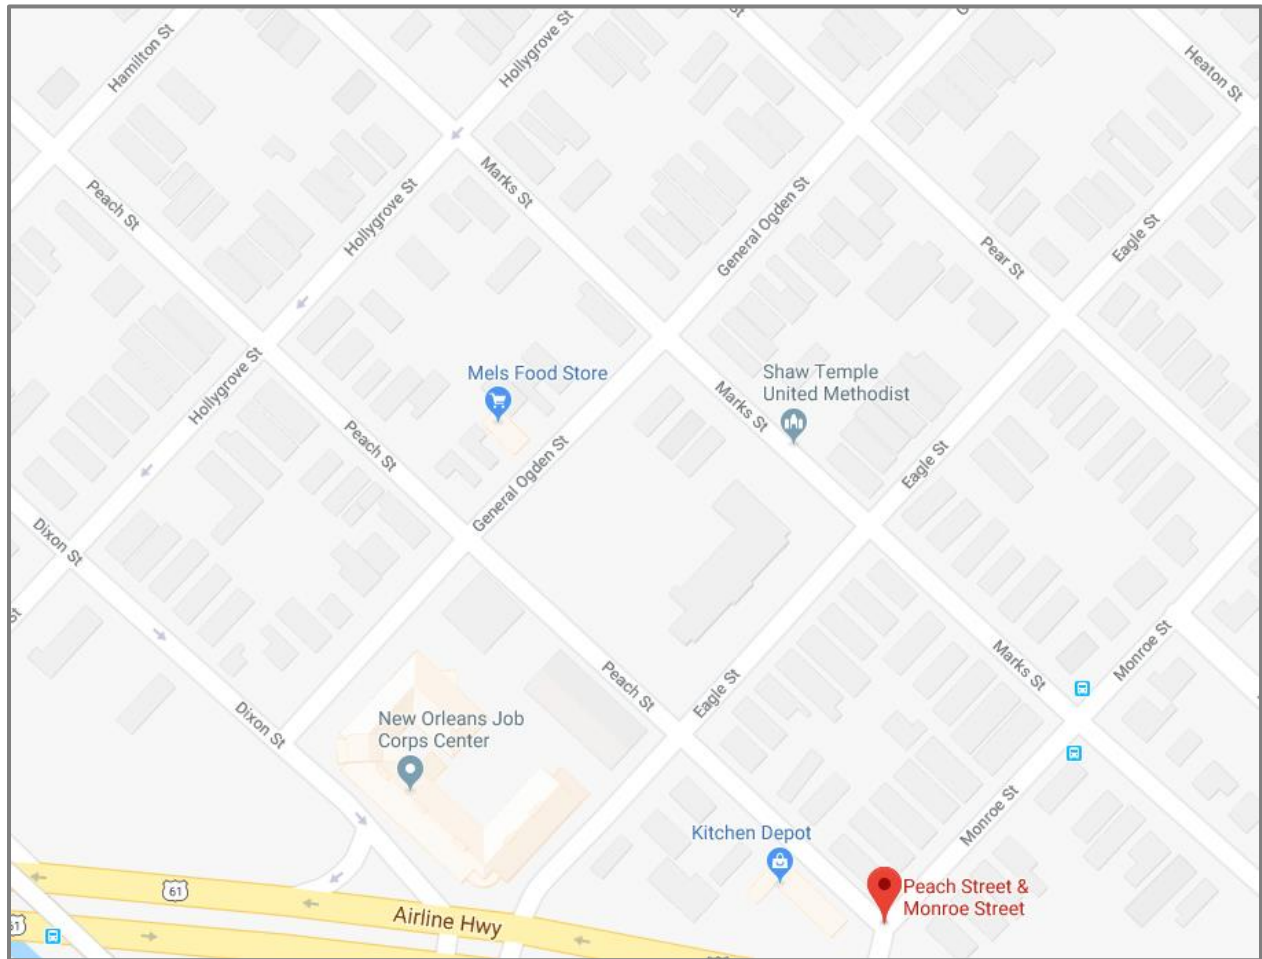 Hamilton St
Hollygrove St
Heaton St
Marks St
Peach St
Hollygrove St
General Ogden St
Pear St
Eagle St
Mels Food Store
Shaw Temple
United Methodist
Hollygrove St
Marks St
Peach St
General Ogden St
Eagle St
Dixon St
St
Peach St
Eagle St
Marks St
Monroe St
Dixon St
New Orleans Job
Corps Center
Kitchen Depot
Monroe St
61
Airline Hwy
Peach Street &
Monroe Street
61